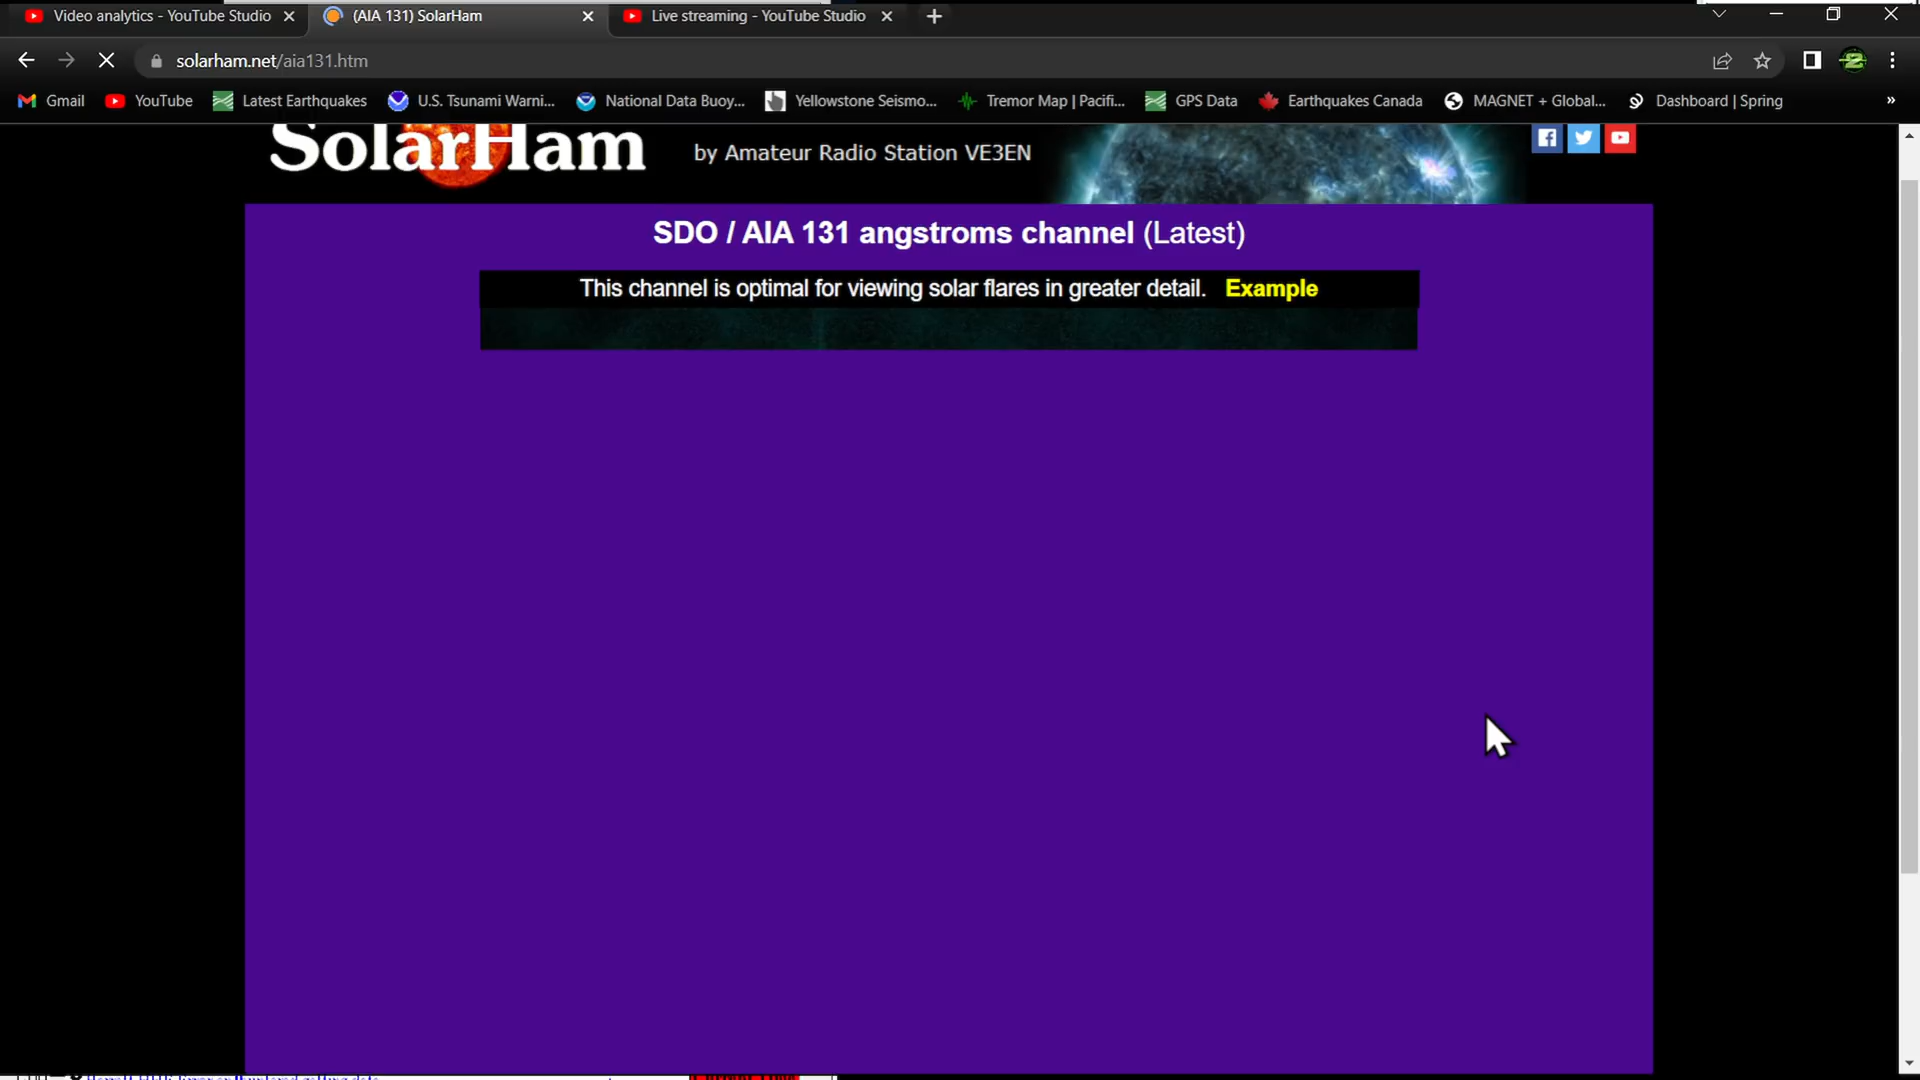 Video analytics - YouTube Studio
(AIA 131) SolarHam
Live streaming - YouTube Studio
solarham.net/aia131.htm
Gmail
YouTube
Latest Earthquakes
U.S. Tsunami Warni...
National Data Buoy...
Yellowstone Seismo...
Tremor Map | Pacifi...
GPS Data
Earthquakes Canada
MAGNET + Global...
Dashboard | Spring
»
SolarHam
by Amateur Radio Station VE3EN
SDO / AIA 131 angstroms channel (Latest)
This channel is optimal for viewing solar flares in greater detail. Example